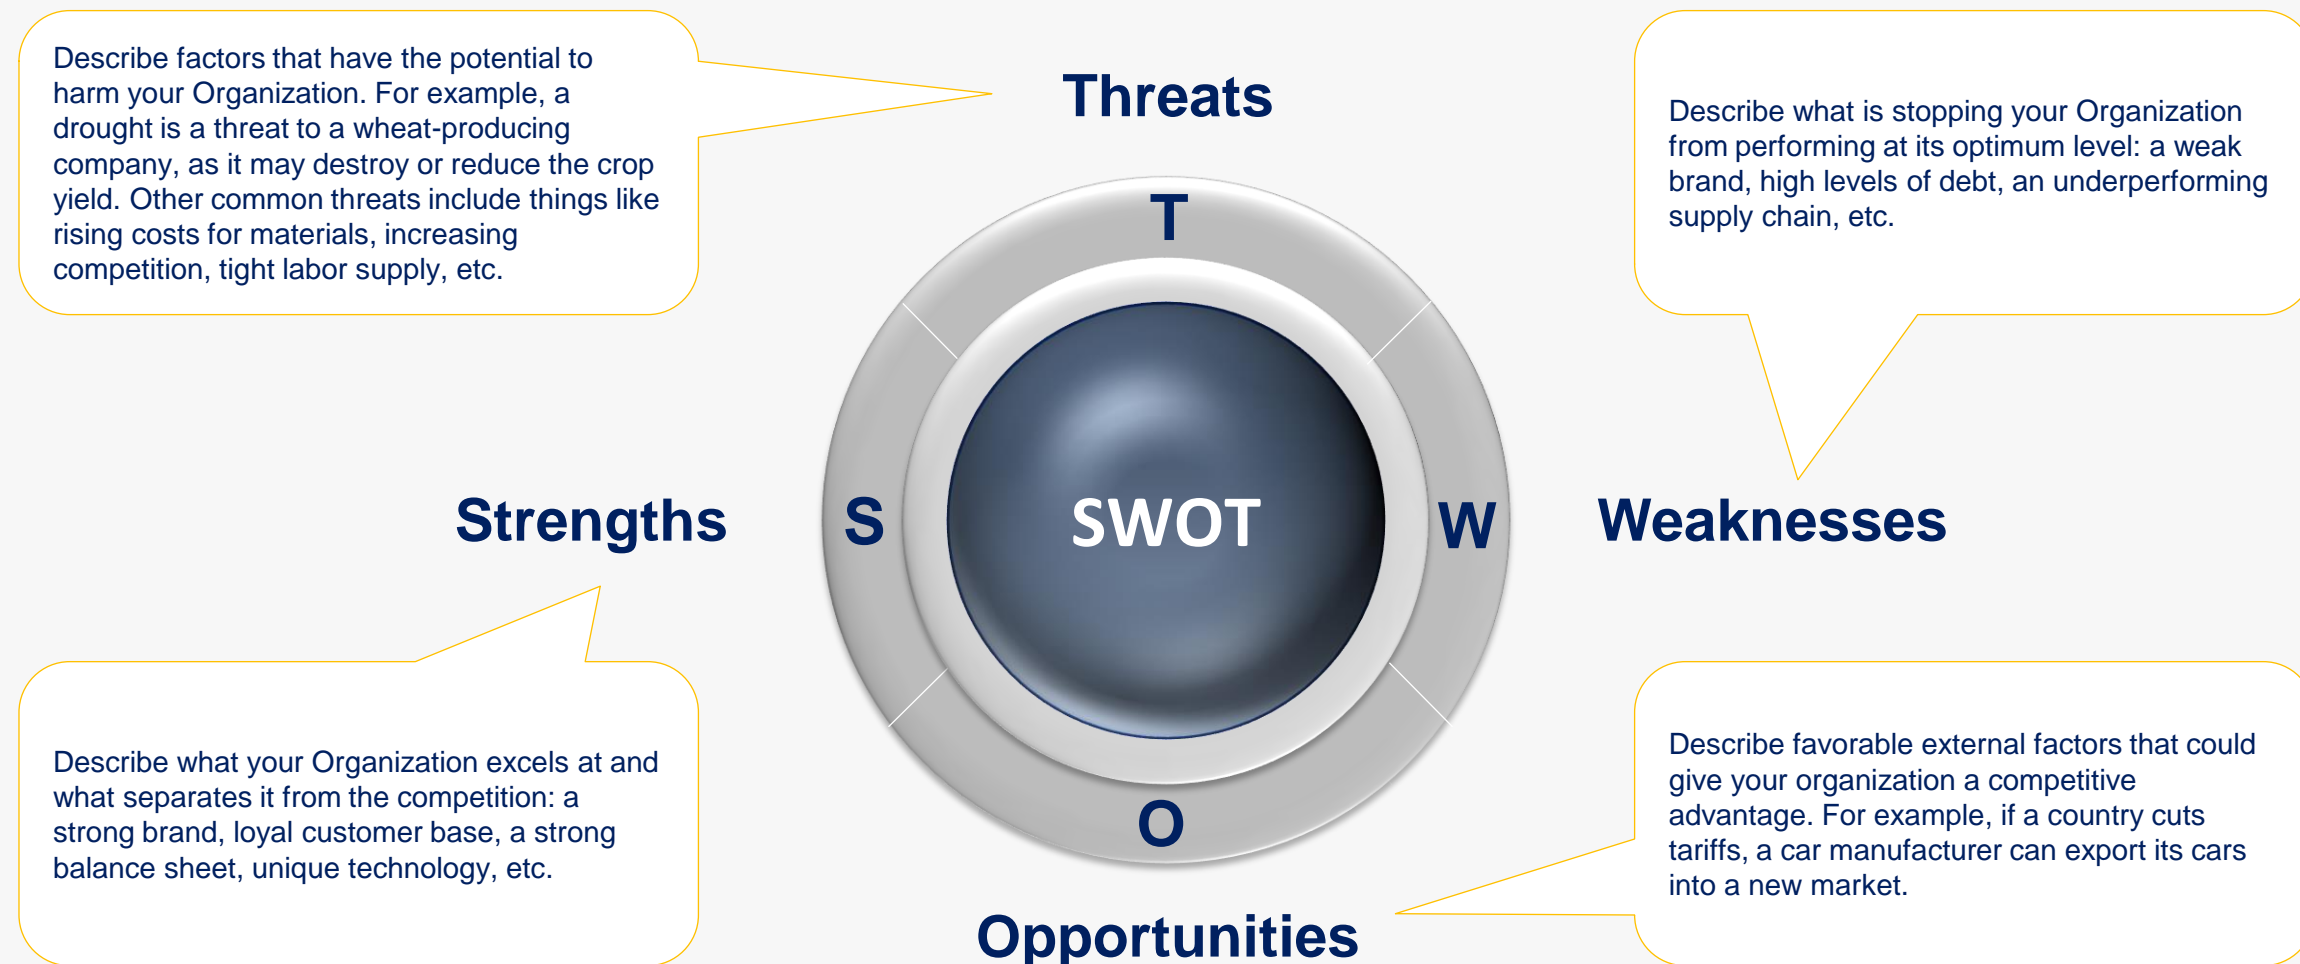 Describe factors that have the potential to
harm your Organization. For example, a
drought is a threat to a wheat-producing
company, as it may destroy or reduce the crop
yield. Other common threats include things like
rising costs for materials, increasing
competition, tight labor supply, etc.
Threats
Describe what is stopping your Organization
from performing at its optimum level: a weak
brand, high levels of debt, an underperforming
supply chain, etc.
T
Strengths
S
SWOT
W
Weaknesses
Describe what your Organization excels at and
what separates it from the competition: a
strong brand, loyal customer base, a strong
balance sheet, unique technology, etc.
O
Opportunities
Describe favorable external factors that could
give your organization a competitive
advantage. For example, if a country cuts
tariffs, a car manufacturer can export its cars
into a new market.